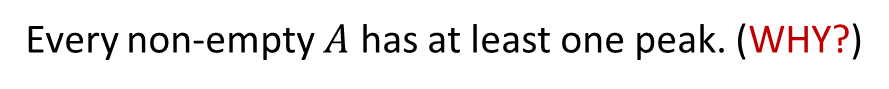 Every non-empty A has at least one peak. (WHY?)